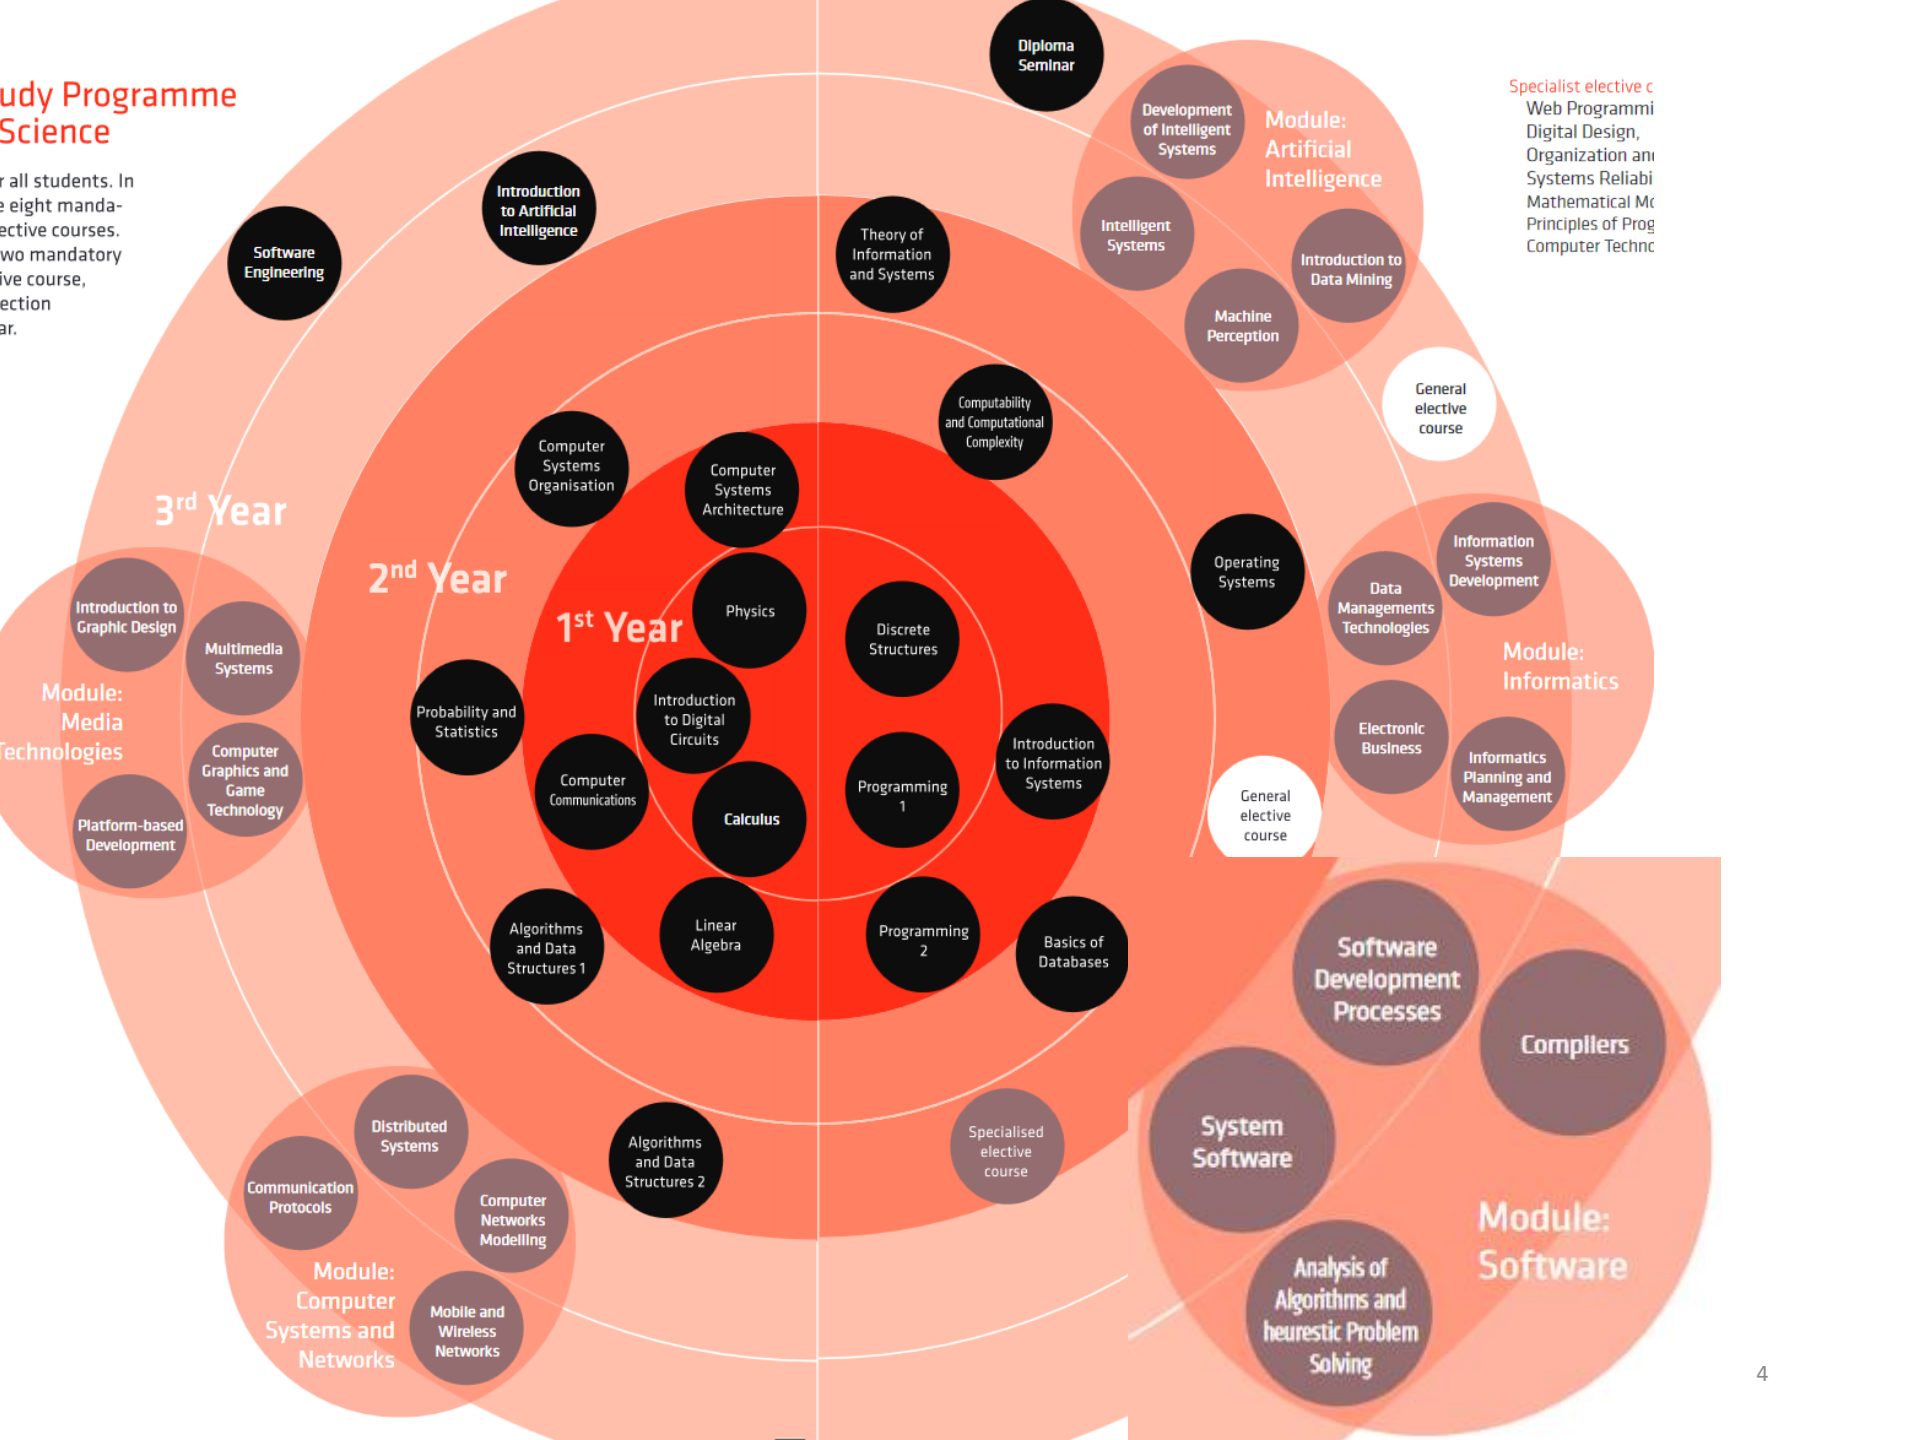 udy Programme
Science
r all students. In
e eight manda-
ective courses.
wo mandatory
ive course,
ection
ar.
Diploma
Seminar
Development
of Intelligent
Systems
Module:
Artificial
Intelligence
Intelligent
Systems
Introduction to
Data Mining
Machine
Perception
Specialist elective c
Web Programmi
Digital Design,
Organization an
Systems Reliabi
Mathematical Mo
Principles of Prog
Computer Techno
Introduction
to Artificial
Intelligence
Software
Engineering
Theory of
Information
and Systems
General
elective
course
Computability
and Computational
Complexity
Computer
Systems
Organisation
Computer
Systems
Architecture
3rd Year
2nd Year
1st Year
Physics
Discrete
Structures
Operating
Systems
Information
Systems
Development
Data
Managements
Technologies
Module:
Informatics
Electronic
Business
Informatics
Planning and
Management
Introduction to
Graphic Design
Multimedia
Systems
Module:
Media
Technologies
Computer
Graphics and
Game
Technology
Platform-based
Development
Probability and
Statistics
Introduction
to Digital
Circuits
Computer
Communications
Calculus
Programming
1
Introduction
to Information
Systems
General
elective
course
Algorithms
and Data
Structures 1
Linear
Algebra
Programming
2
Basics of
Databases
Software
Development
Processes
Compilers
System
Software
Module:
Software
Analysis of
Algorithms and
heurestic Problem
Solving
Distributed
Systems
Communication
Protocols
Computer
Networks
Modelling
Module:
Computer
Systems and
Networks
Mobile and
Wireless
Networks
Algorithms
and Data
Structures 2
Specialised
elective
course
4